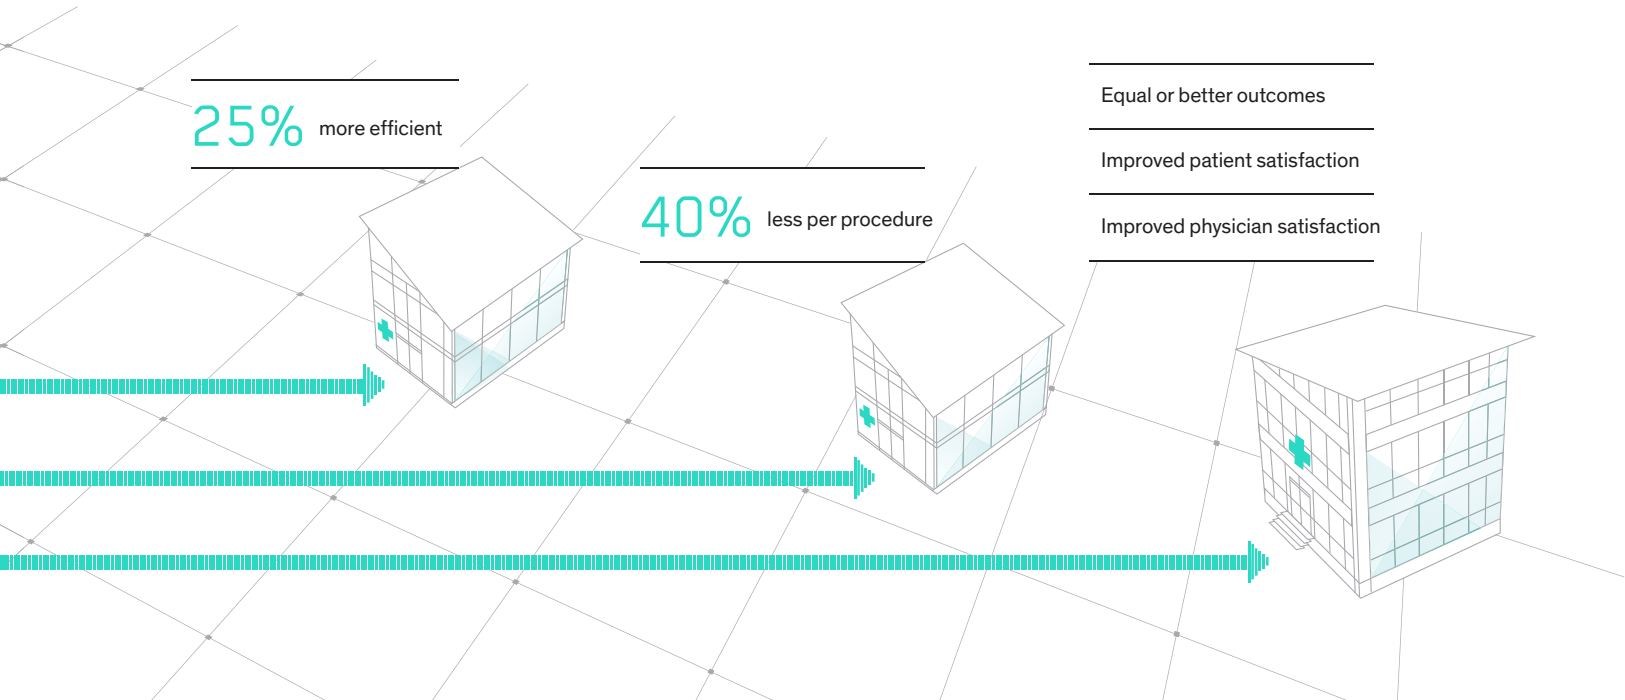 25% more efficient
40% less per procedure
Equal or better outcomes
Improved patient satisfaction
Improved physician satisfaction